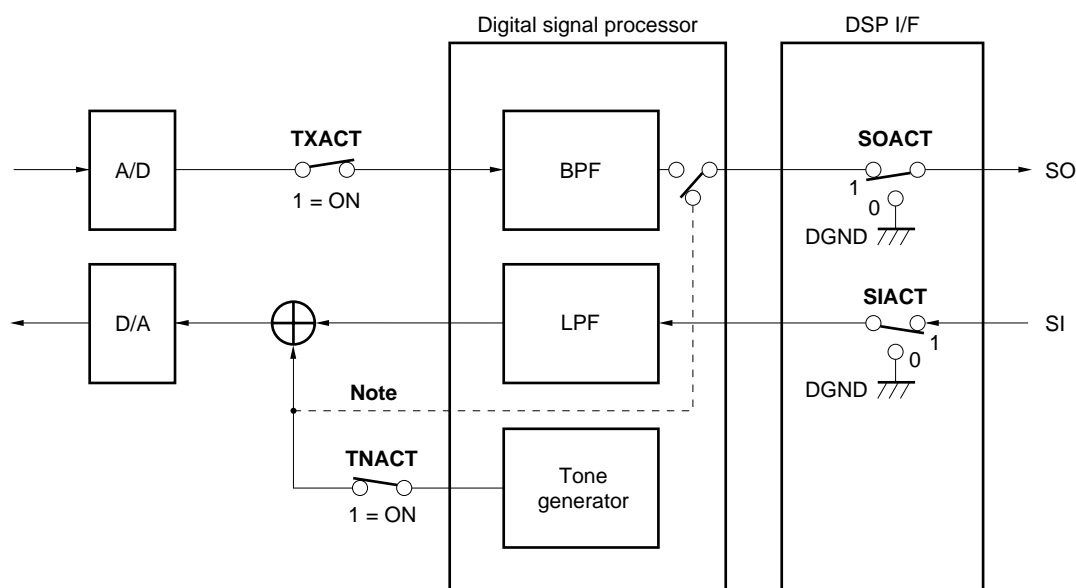 Digital signal processor
DSP I/F
A/D
TXACT
1 = ON
BPF
SOACT
1
0
DGND
SO
D/A
LPF
SIACT
1
0
DGND
SI
Note
TNACT
1 = ON
Tone
generator